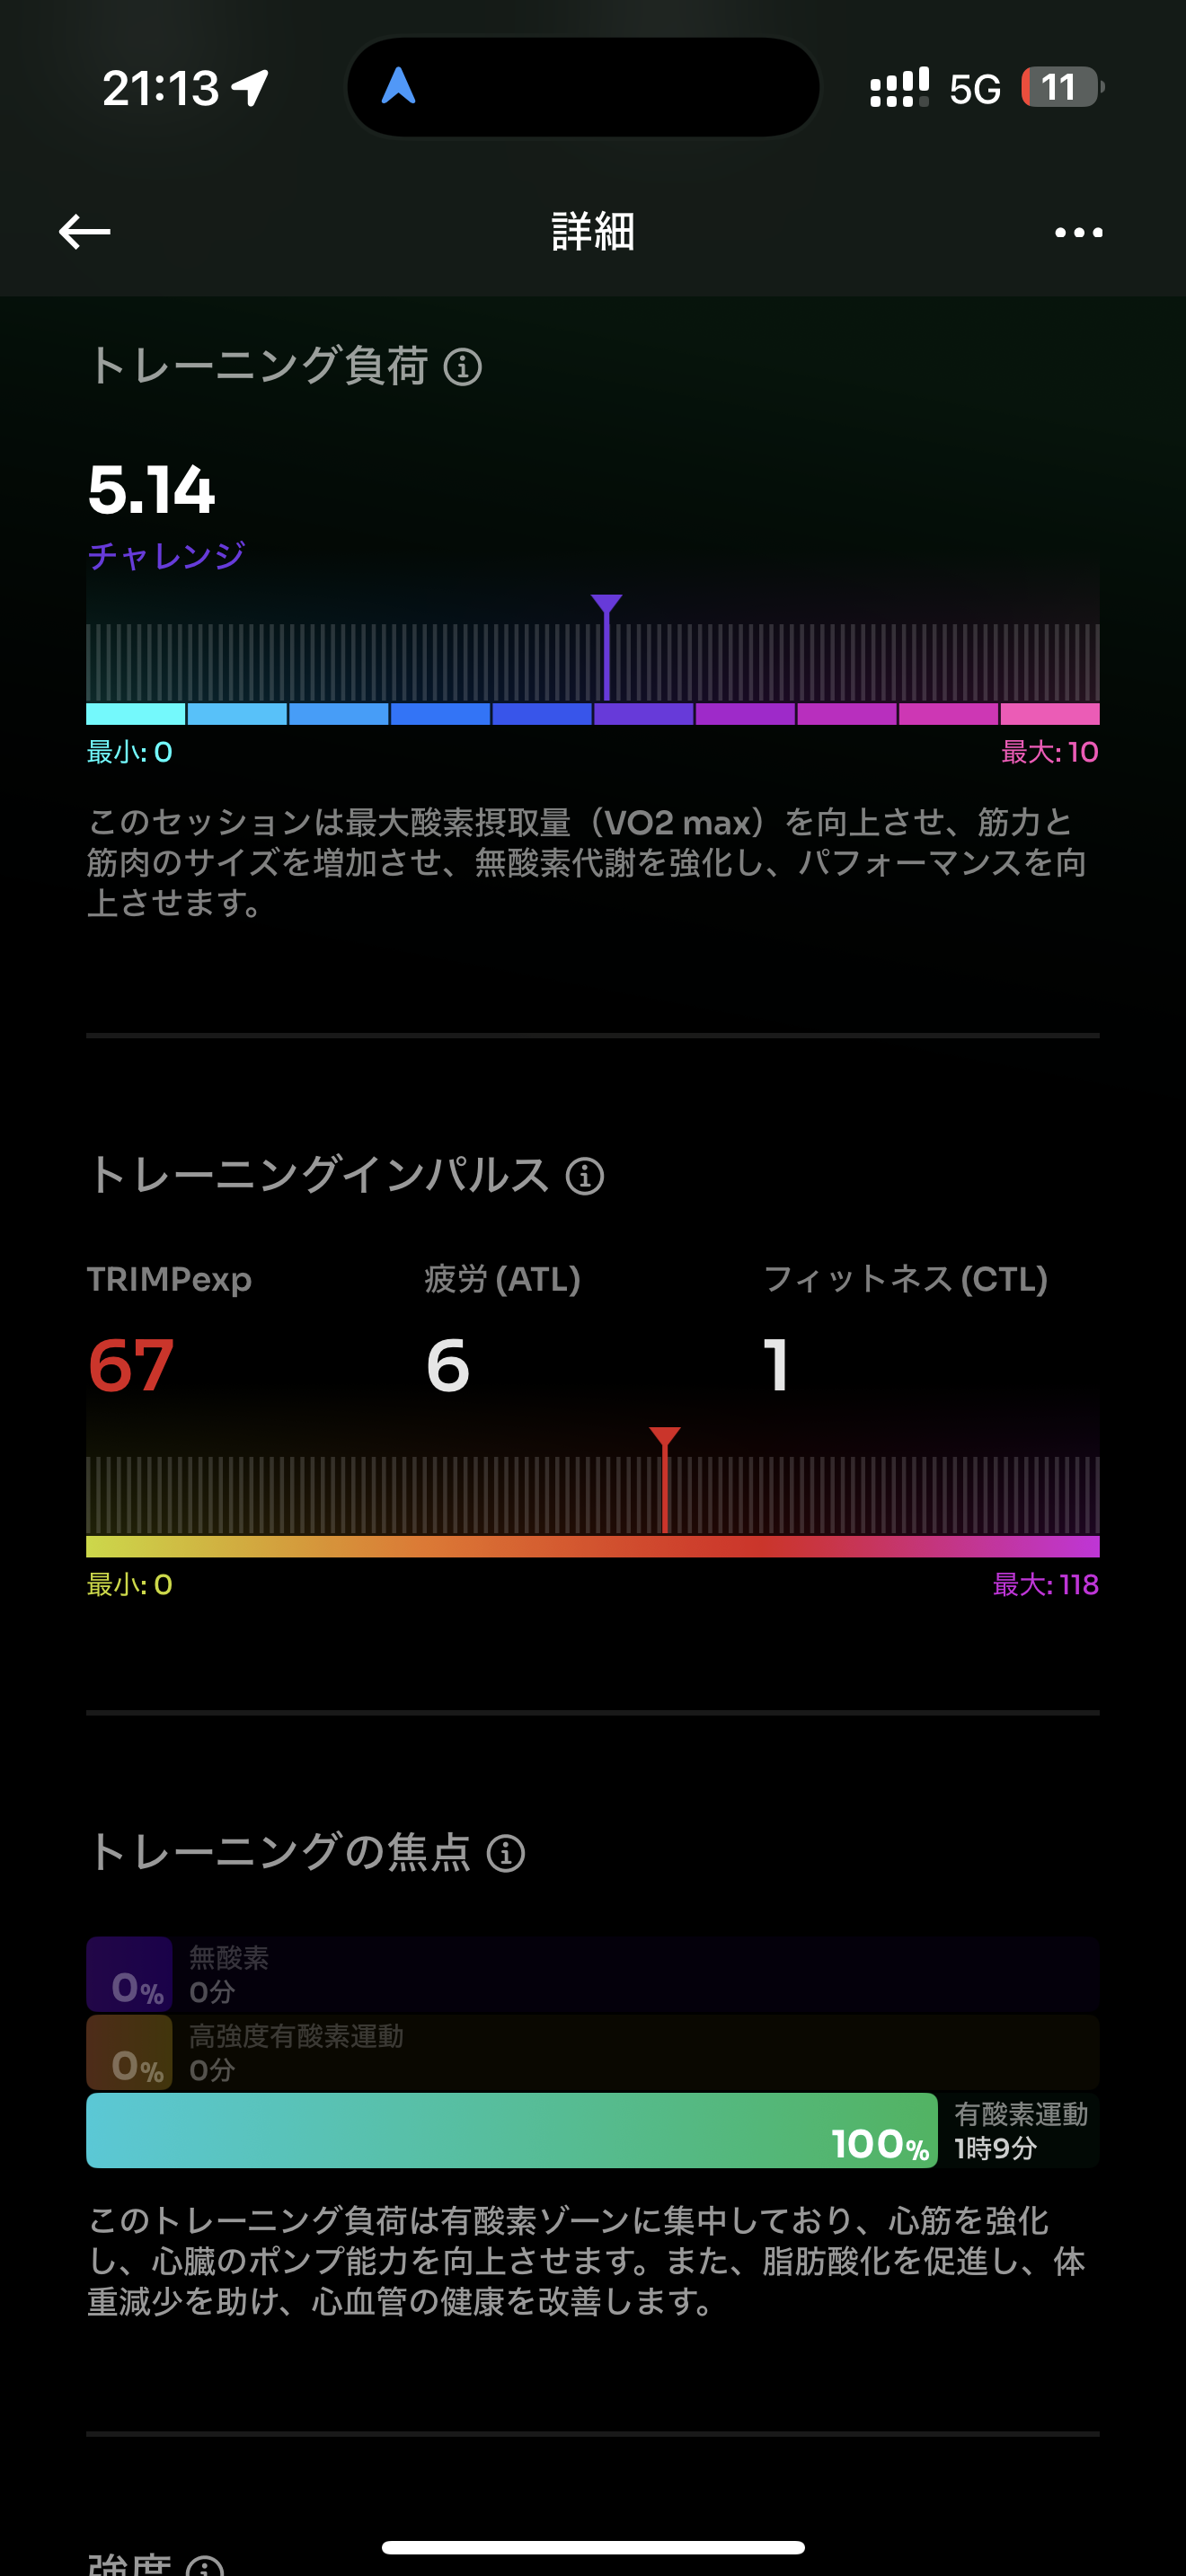 21:13
5G
11
詳細
トレーニング負荷
5.14
チャレンジ
最小: 0
最大: 10
このセッションは最大酸素摂取量（VO2 max）を向上させ、筋力と
筋肉のサイズを増加させ、無酸素代謝を強化し、パフォーマンスを向
上させます。
トレーニングインパルス
TRIMPexp
疲労 (ATL)
フィットネス (CTL)
67
6
1
最小: 0
最大: 118
トレーニングの焦点
0%
無酸素
0分
0%
高強度有酸素運動
0分
100%
有酸素運動
1時9分
このトレーニング負荷は有酸素ゾーンに集中しており、心筋を強化
し、心臓のポンプ能力を向上させます。また、脂肪酸化を促進し、体
重減少を助け、心血管の健康を改善します。
強度